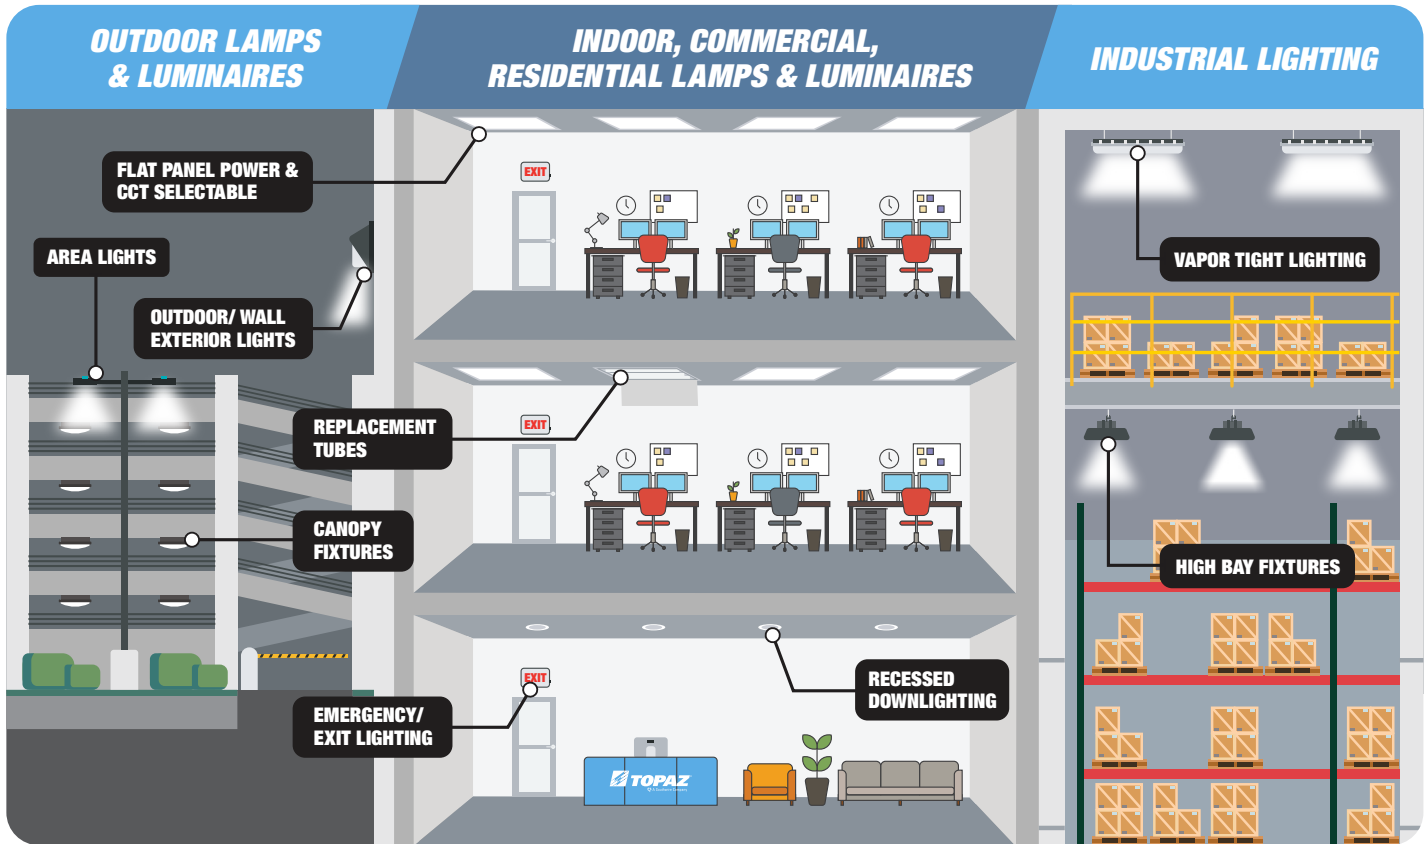 OUTDOOR LAMPS
& LUMINAIRES
INDOOR, COMMERCIAL,
RESIDENTIAL LAMPS & LUMINAIRES
INDUSTRIAL LIGHTING
FLAT PANEL POWER &
CCT SELECTABLE
EXIT
AREA LIGHTS
VAPOR TIGHT LIGHTING
OUTDOOR/ WALL
EXTERIOR LIGHTS
REPLACEMENT
TUBES
EXIT
CANOPY
FIXTURES
HIGH BAY FIXTURES
EXIT
RECESSED
DOWNLIGHTING
EMERGENCY/
EXIT LIGHTING
TOPAZ